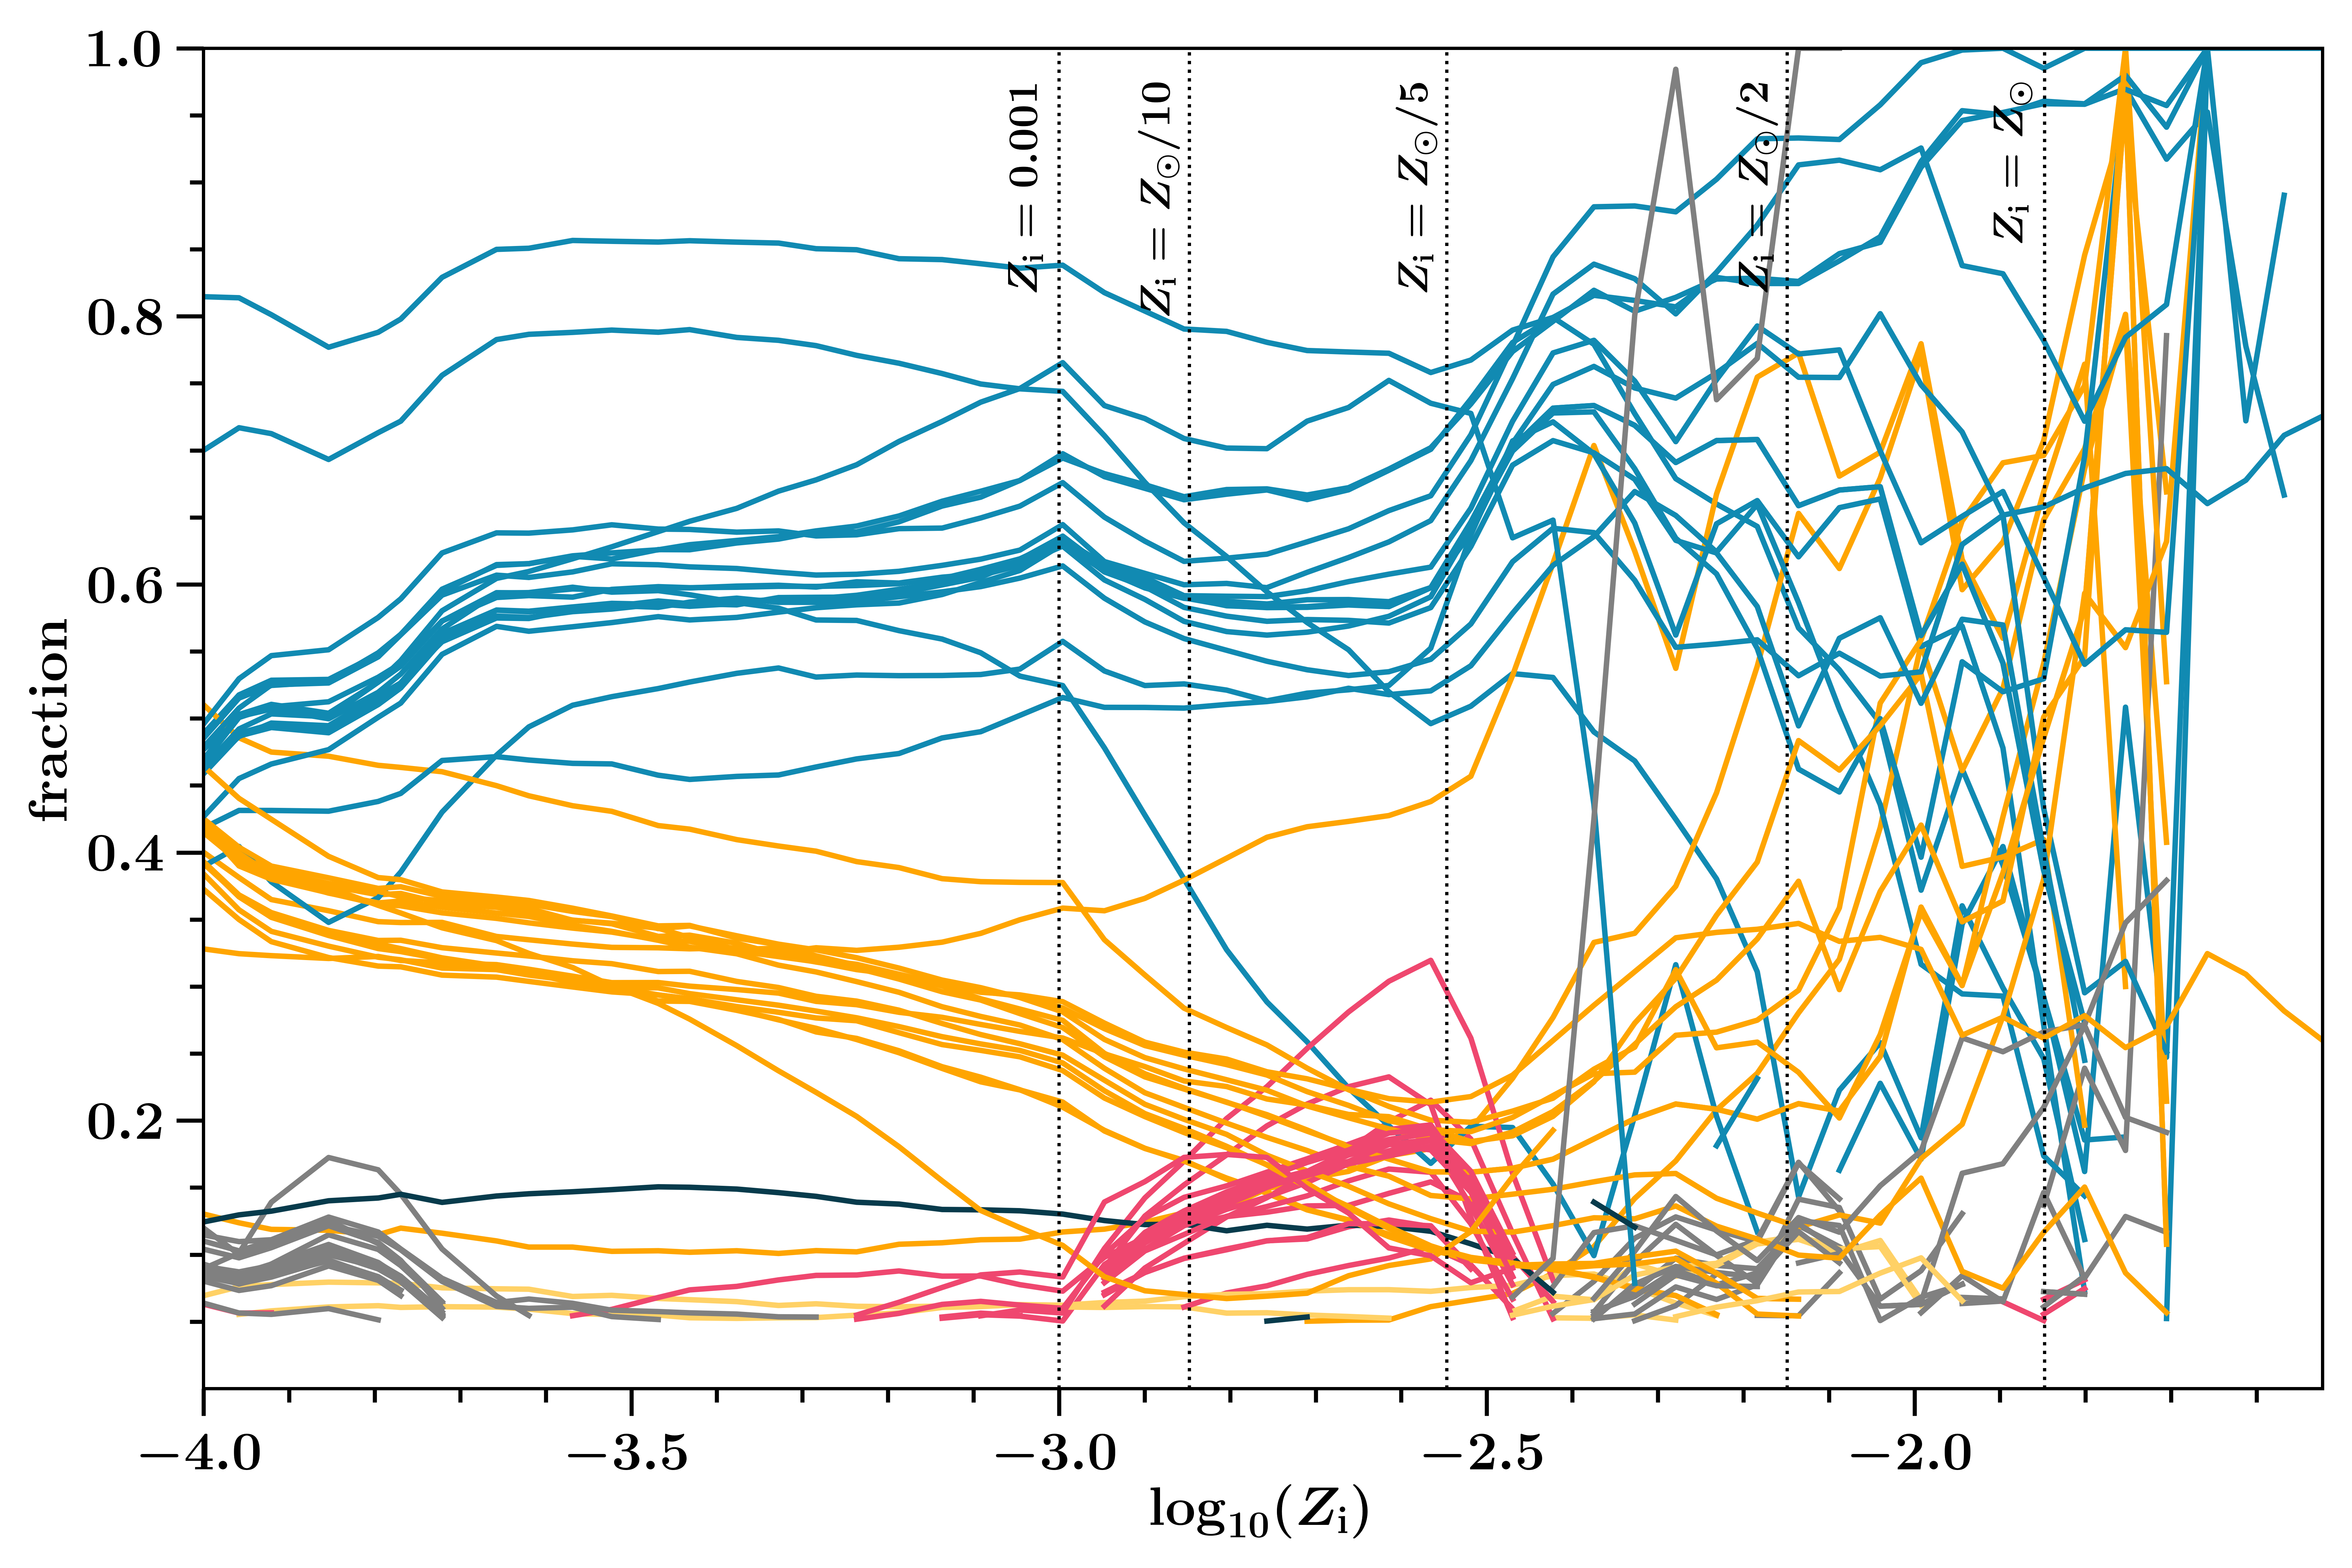 1.0
0.8
0.6
0.4
0.2
fraction
Zᵢ = 0.001
Zᵢ = Z☉/10
Zᵢ = Z☉/5
Zᵢ = Z☉/2
Zᵢ = Z☉
−4.0
−3.5
−3.0
−2.5
−2.0
log₁₀(Zᵢ)